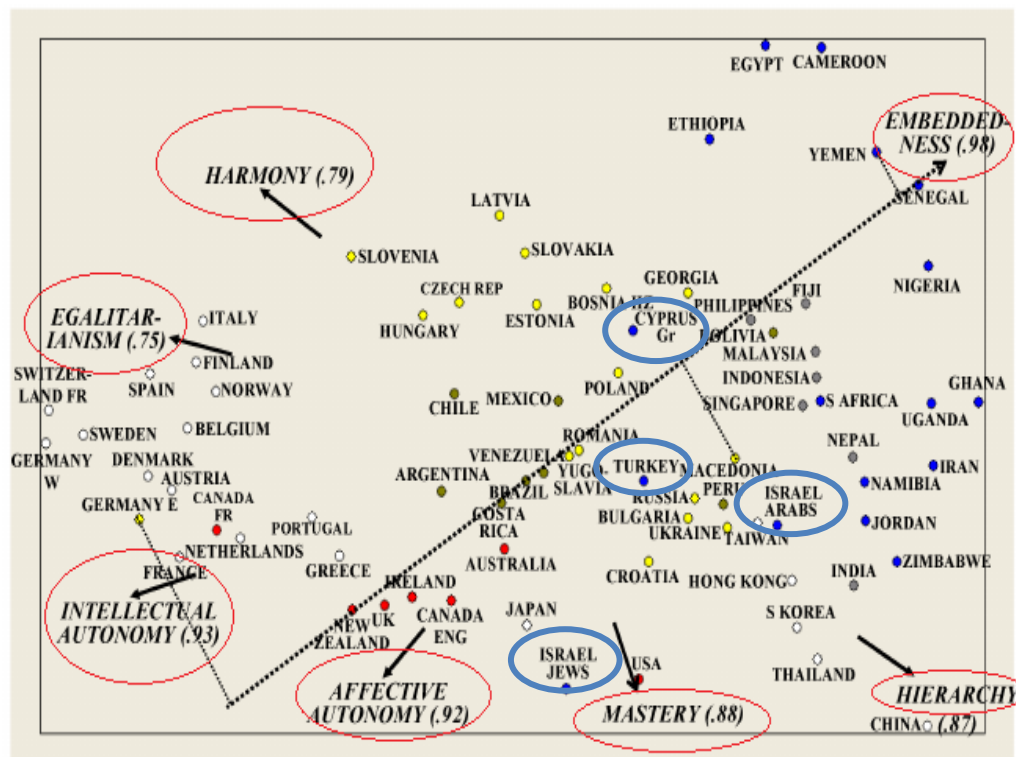 EGYPT
CAMEROON
ETHIOPIA
EMBEDDED-
NESS (.98)
YEMEN
HARMONY (.79)
SENEGAL
LATVIA
SLOVENIA
SLOVAKIA
GEORGIA
NIGERIA
CZECH REP
BOSNIA HZ
PHILIPPINES
FIJI
EGALITAR-
IANISM (.75)
ITALY
HUNGARY
ESTONIA
CYPRUS
Gr
BOLIVIA
MALAYSIA
FINLAND
SWITZER-
LAND FR
SPAIN
NORWAY
POLAND
INDONESIA
GHANA
CHILE
MEXICO
SINGAPORE
S AFRICA
UGANDA
SWEDEN
BELGIUM
ROMANIA
NEPAL
GERMANY
W
DENMARK
VENEZUELA
YUGO-
SLAVIA
TURKEY
MACEDONIA
IRAN
AUSTRIA
ARGENTINA
BRAZIL
RUSSIA
PERU
ISRAEL
ARABS
NAMIBIA
GERMANY E
CANADA
FR
COSTA
RICA
BULGARIA
UKRAINE
TAIWAN
JORDAN
PORTUGAL
NETHERLANDS
AUSTRALIA
ZIMBABWE
FRANCE
GREECE
CROATIA
HONG KONG
INDIA
IRELAND
INTELLECTUAL
AUTONOMY (.93)
NEW
ZEALAND
UK
CANADA
ENG
JAPAN
S KOREA
ISRAEL
JEWS
USA
THAILAND
AFFECTIVE
AUTONOMY (.92)
MASTERY (.88)
HIERARCHY
(.87)
CHINA